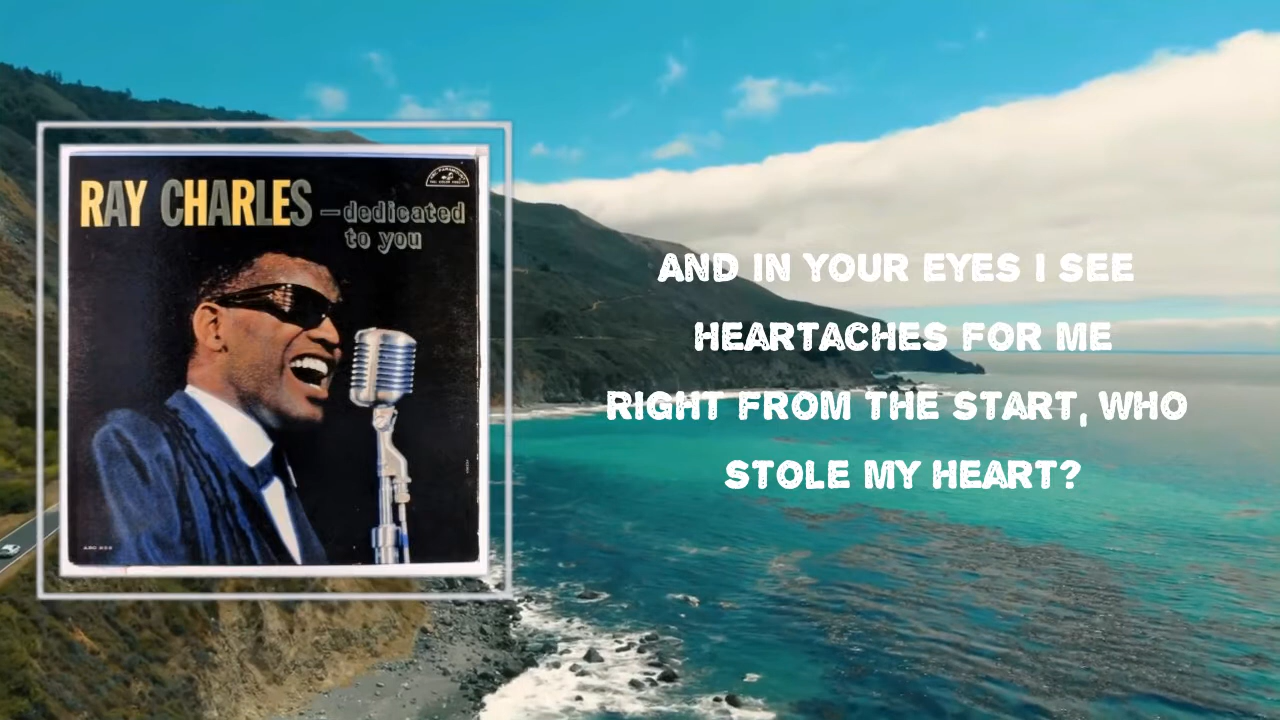 RAY CHARLES
—dedicated
to you
AND IN YOUR EYES I SEE
HEARTACHES FOR ME
RIGHT FROM THE START, WHO
STOLE MY HEART?